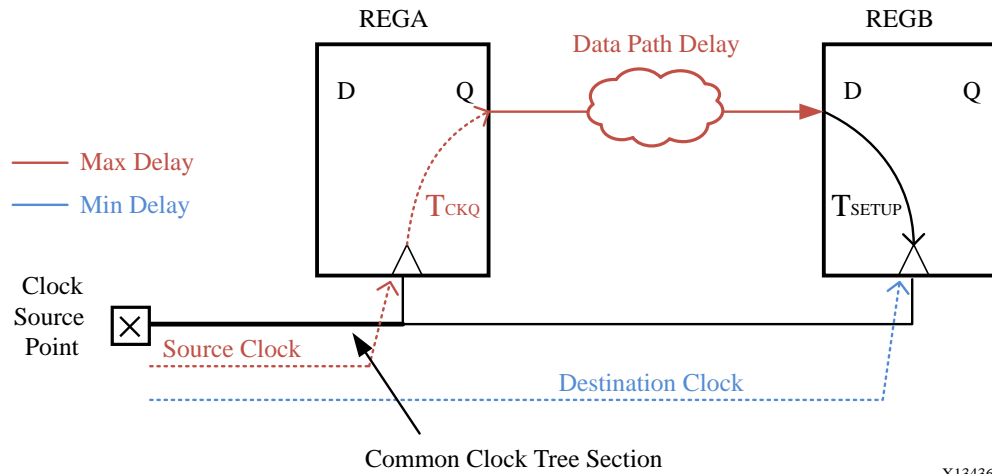 REGA
REGB
Data Path Delay
D
Q
D
Q
Max Delay
Min Delay
TCKQ
TSETUP
Clock
Source
Point
Source Clock
Destination Clock
Common Clock Tree Section
X13436